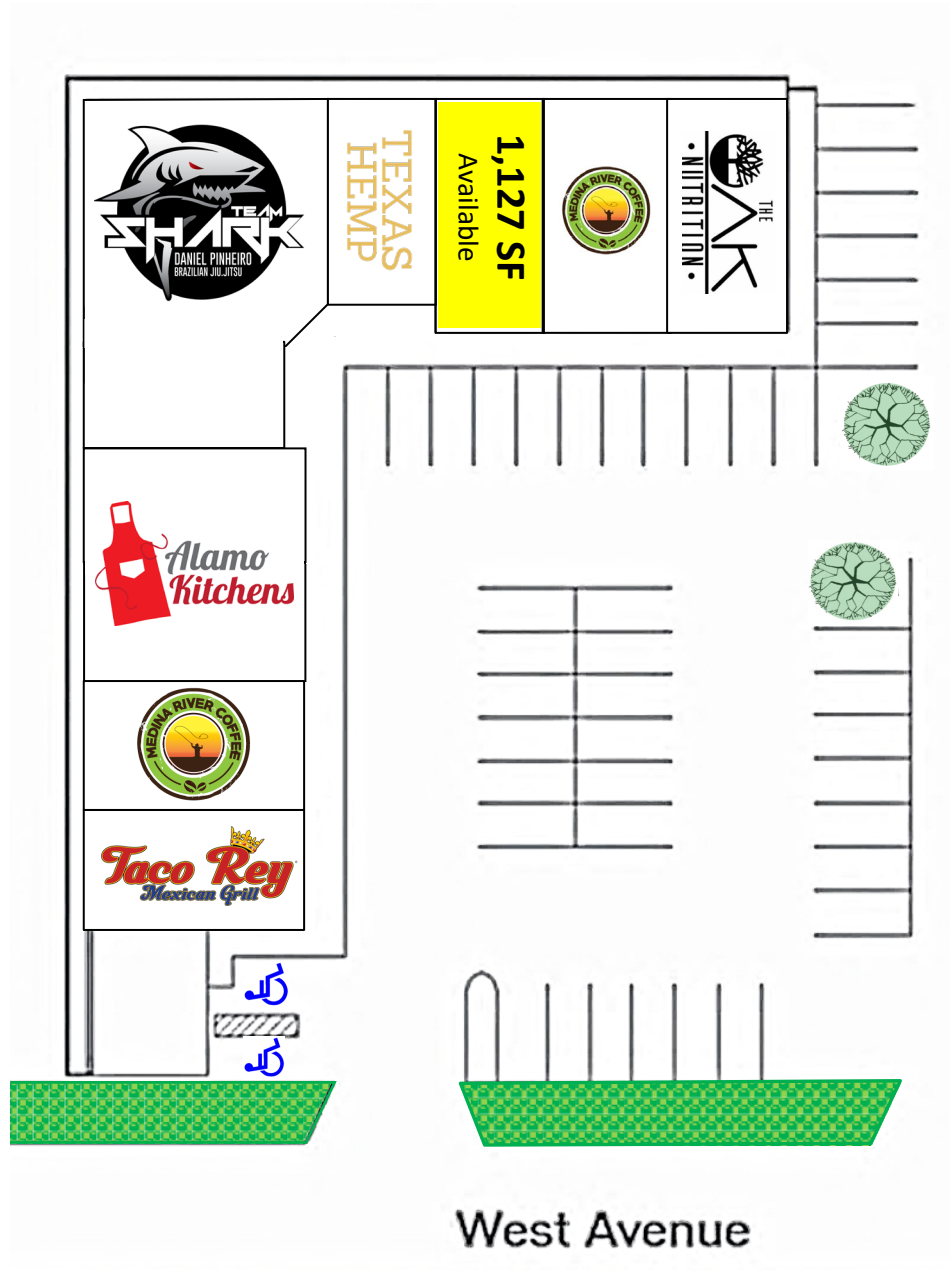 TEAM
SHARK
DANIEL PINHEIRO
BRAZILIAN JIU.JITSU
TEXAS
HEMP
1,127 SF
Available
MEDINA RIVER COFFEE
THE
OAK
• NUTRITION •
Alamo
Kitchens
MEDINA RIVER COFFEE
Taco Rey
Mexican Grill
West Avenue